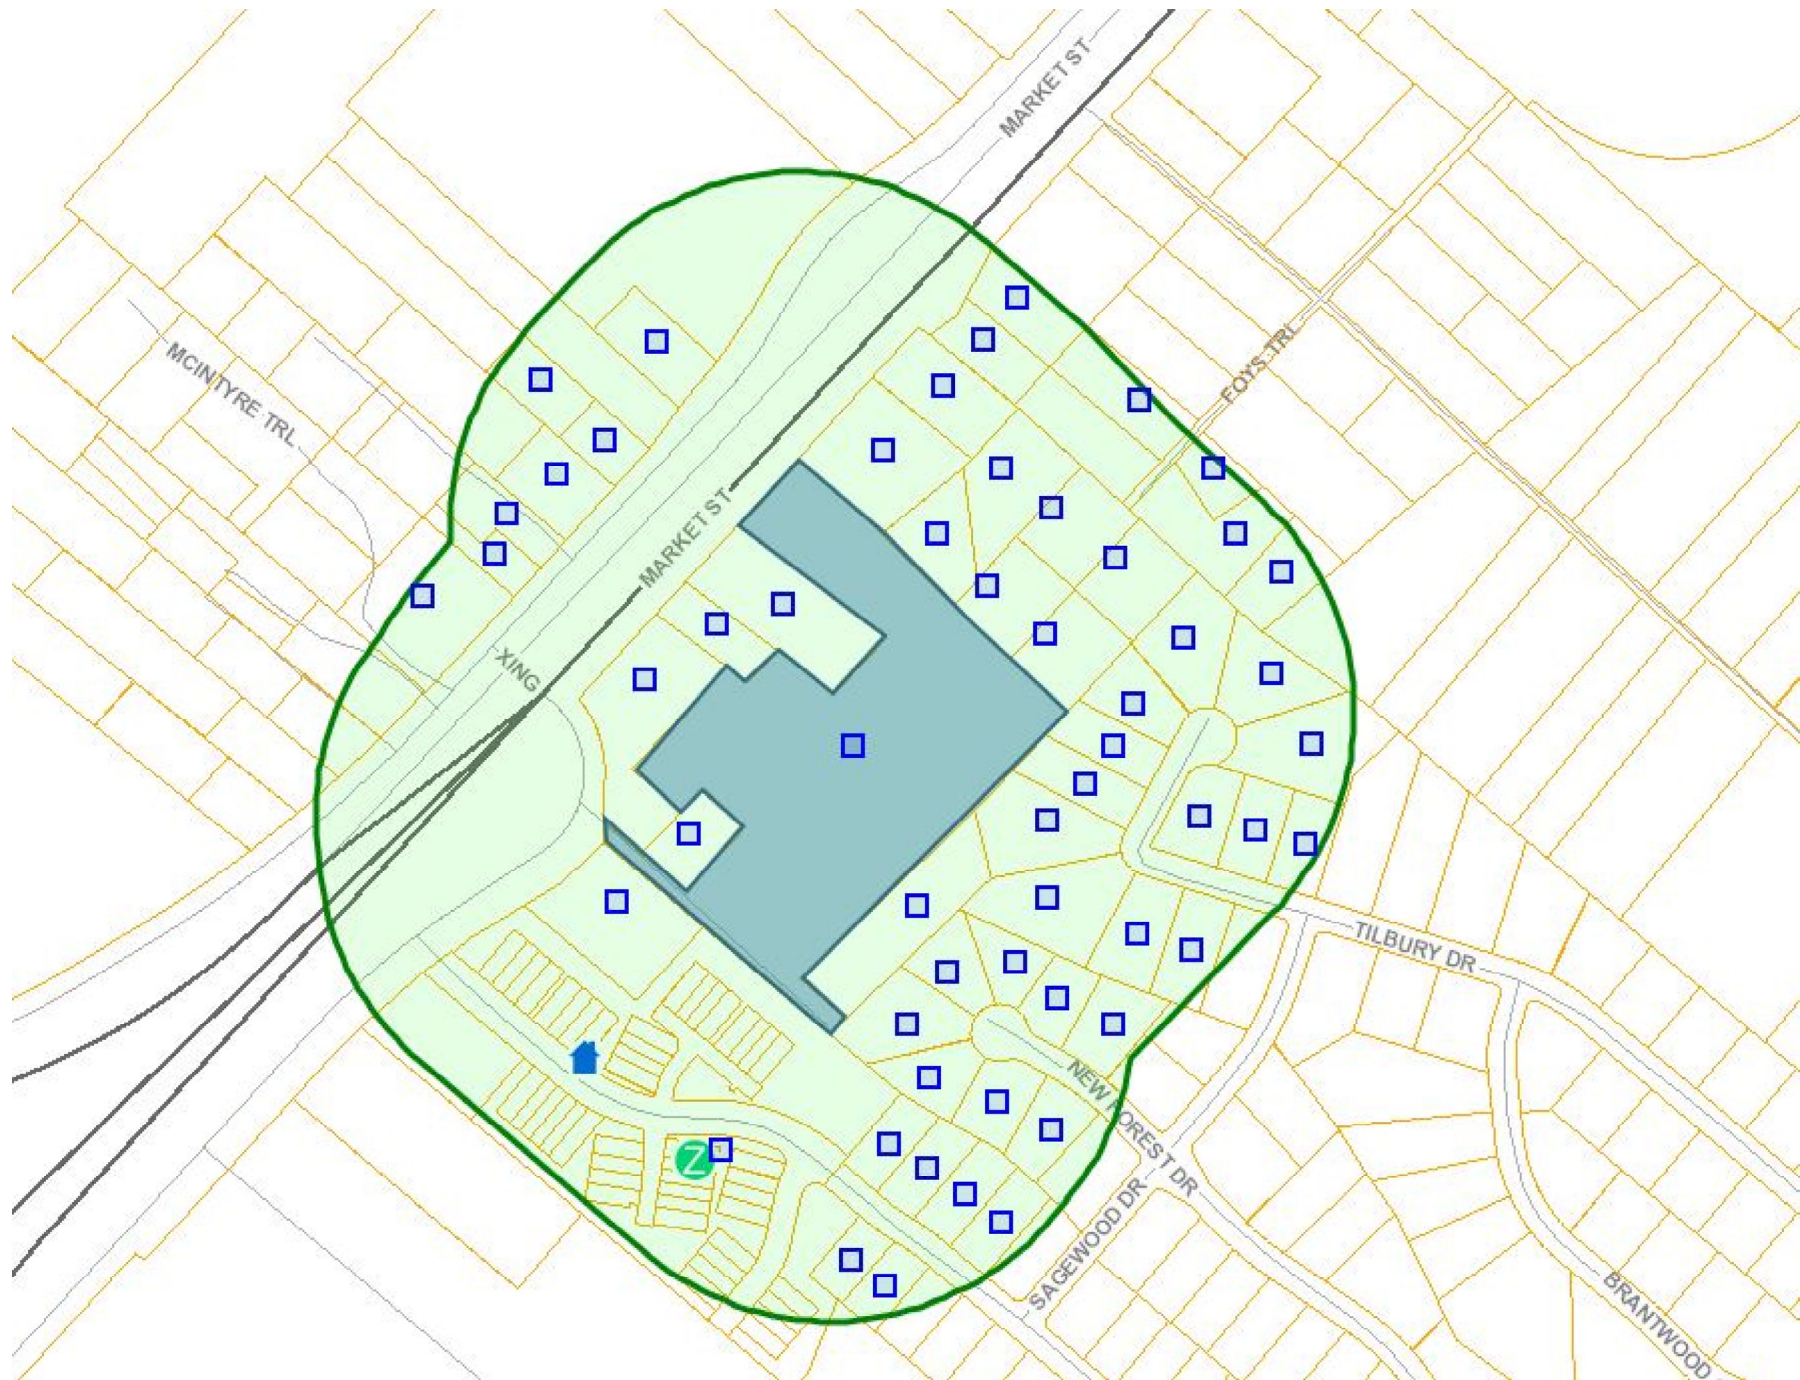 MARKET ST
FOYS TRL
MCINTYRE TRL
MARKET ST
XING
Z
TILBURY DR
NEW FOREST DR
SAGEWOOD DR
BRANTWOOD